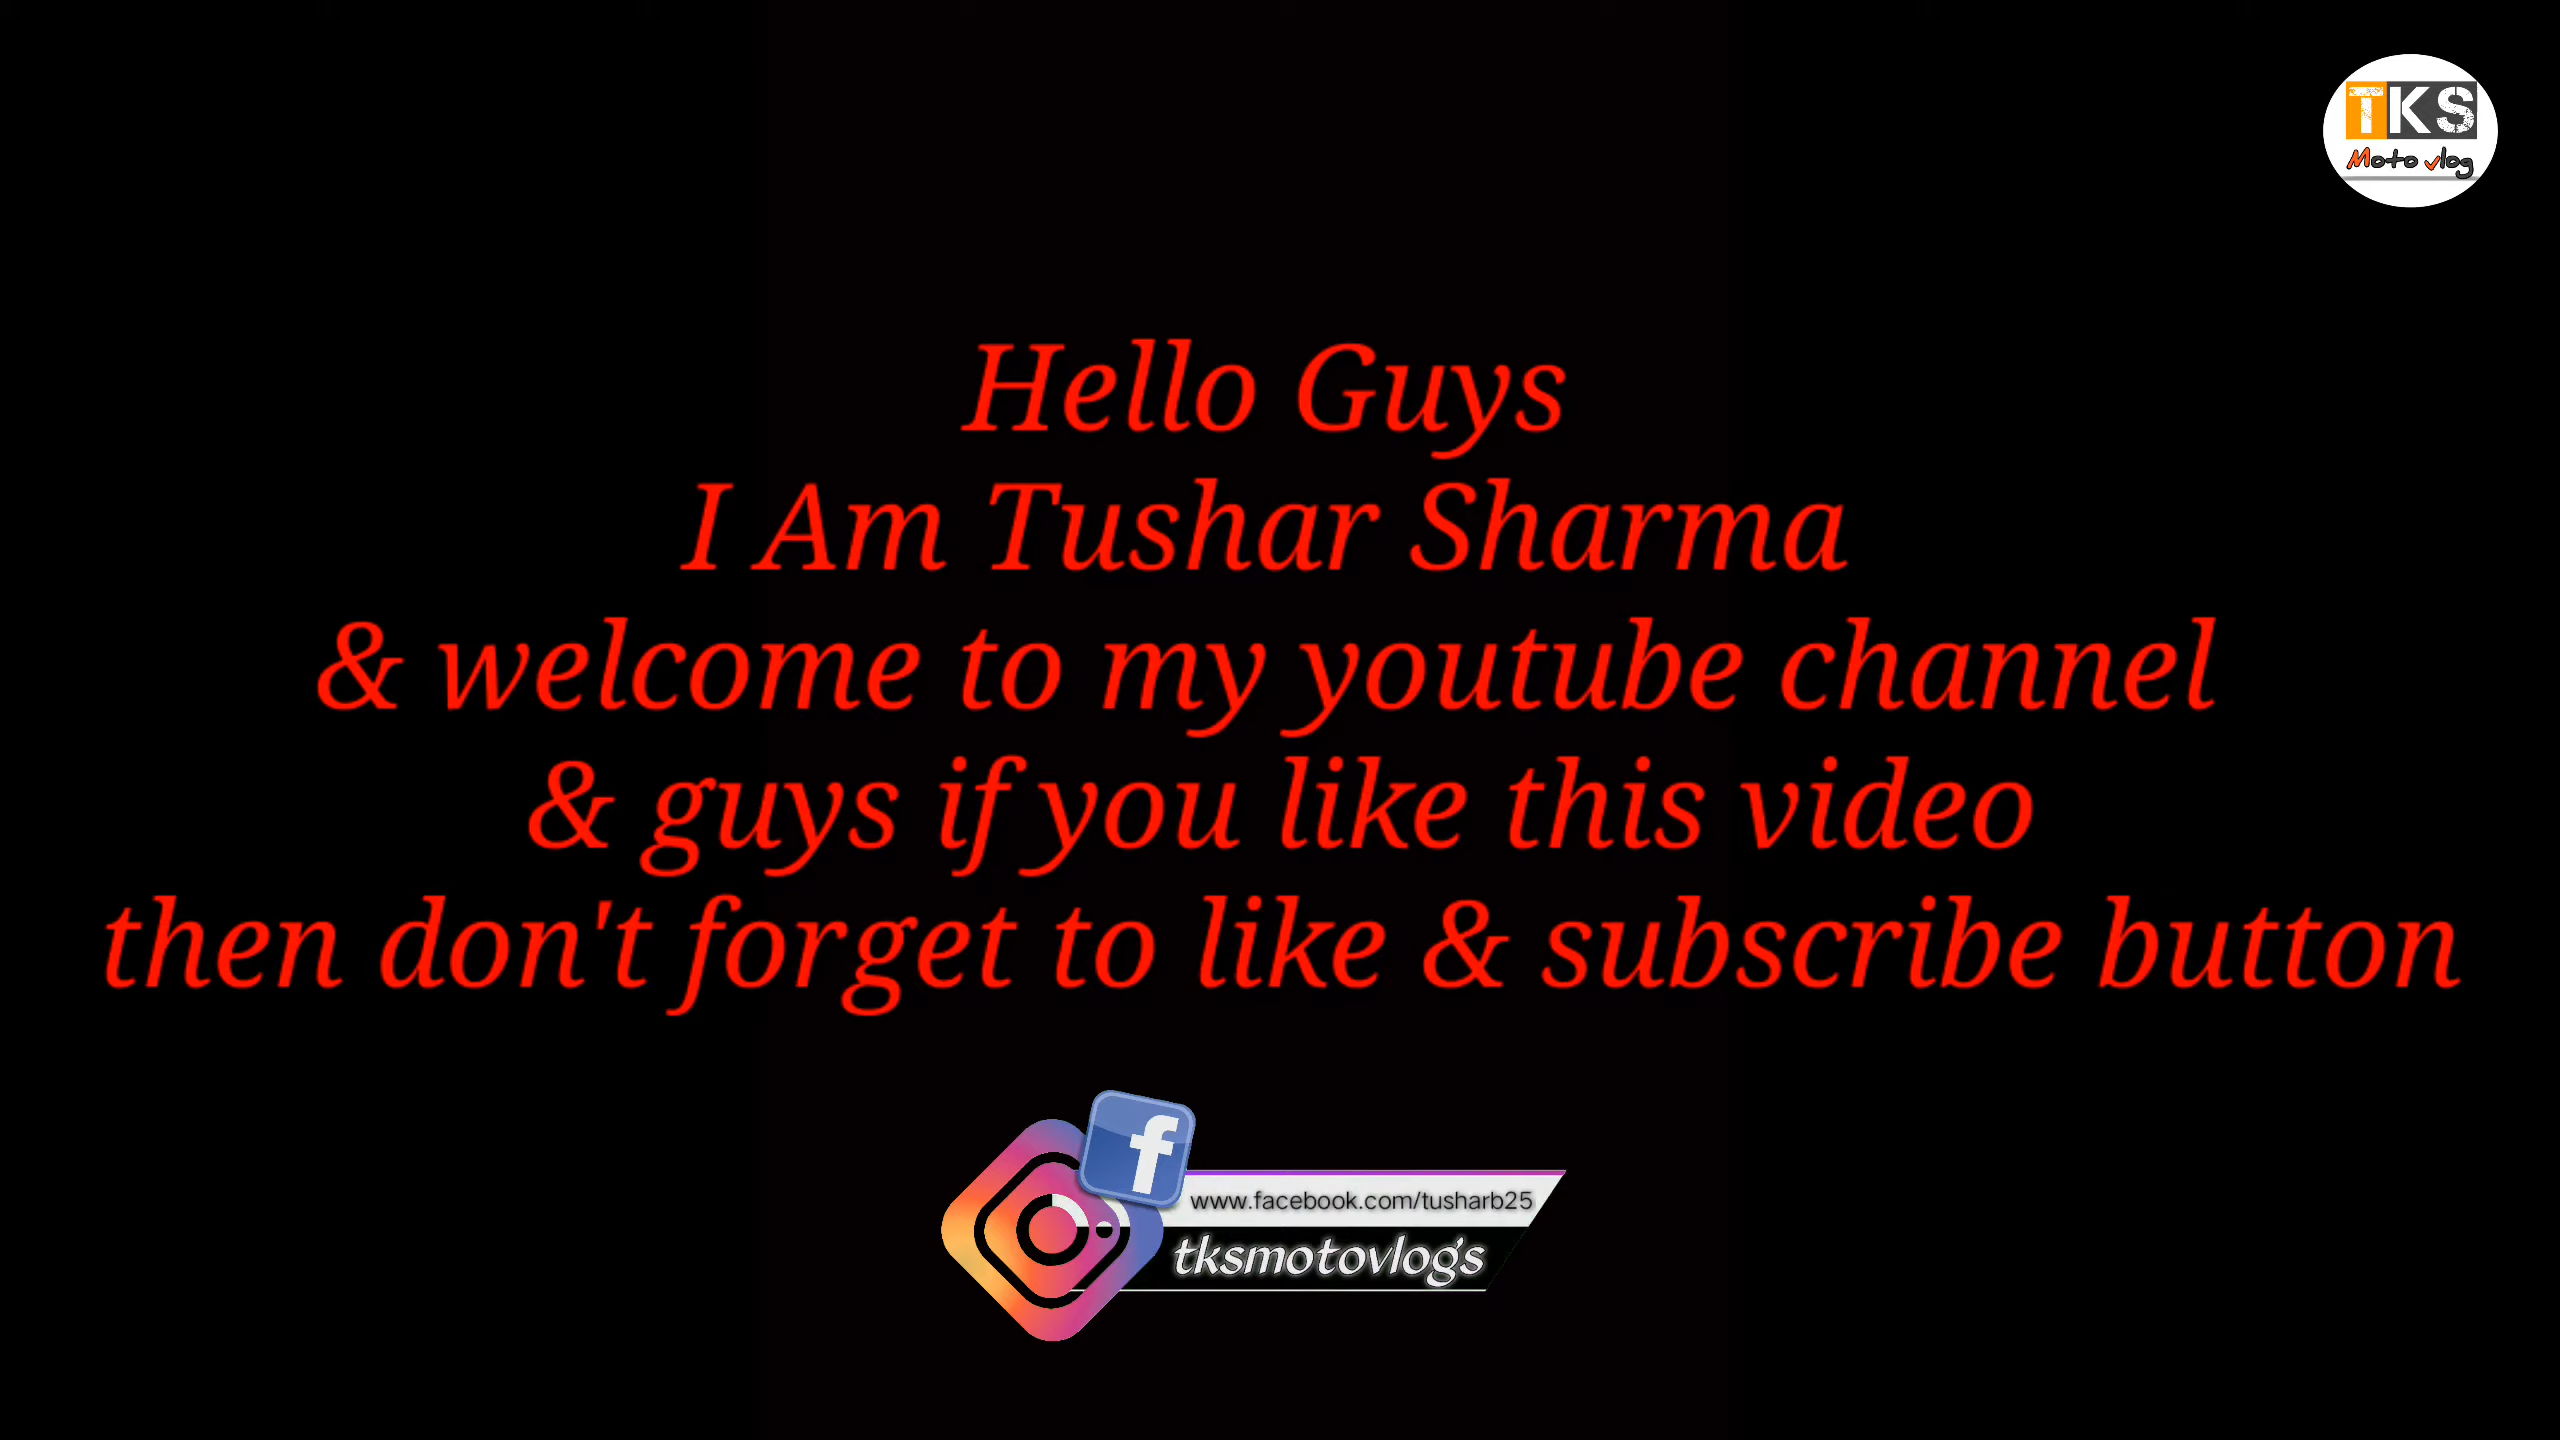 TKS
Moto vlog
Hello Guys
I Am Tushar Sharma
& welcome to my youtube channel
& guys if you like this video
then don't forget to like & subscribe button
f
www.facebook.com/tusharb25
tksmotovlogs